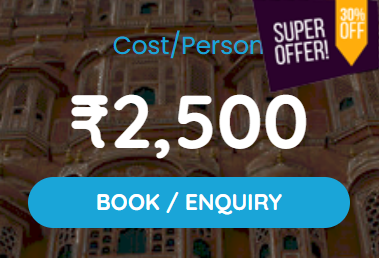 SUPER
OFFER!
30%
OFF
Cost/Person
₹2,500
BOOK / ENQUIRY